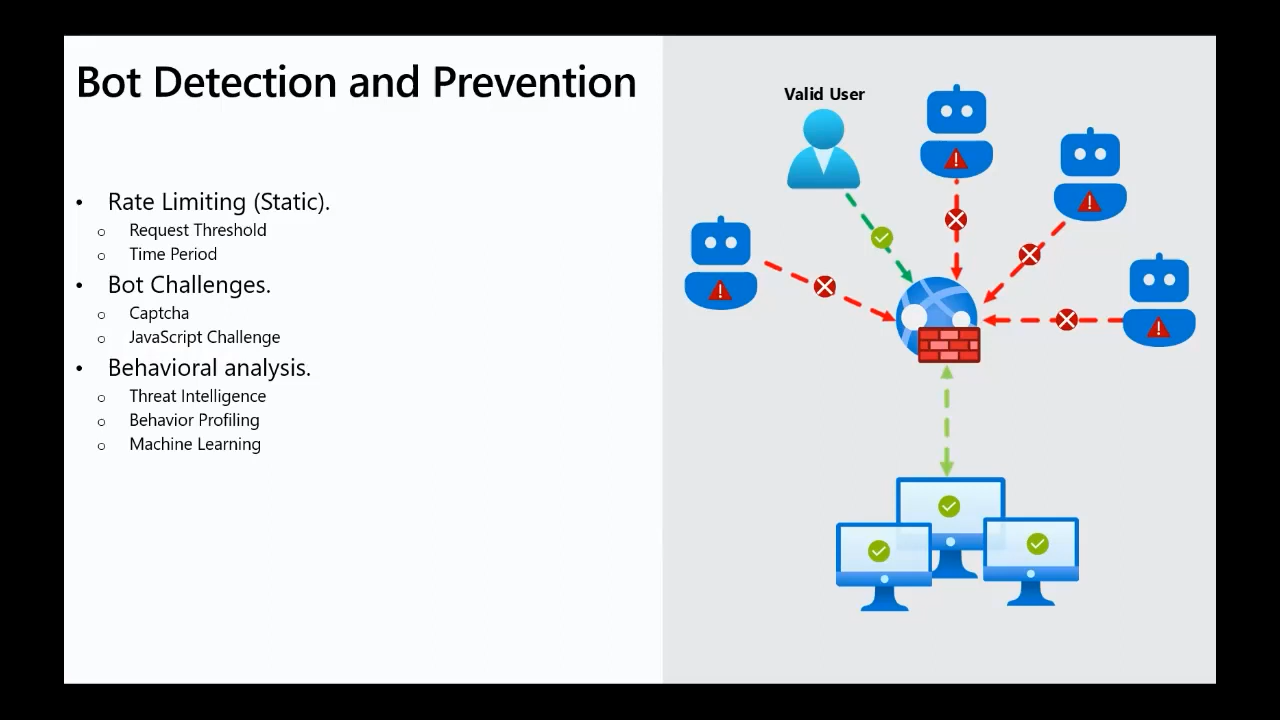 Bot Detection and Prevention
• Rate Limiting (Static).
o Request Threshold
o Time Period
• Bot Challenges.
o Captcha
o JavaScript Challenge
• Behavioral analysis.
o Threat Intelligence
o Behavior Profiling
o Machine Learning
Valid User